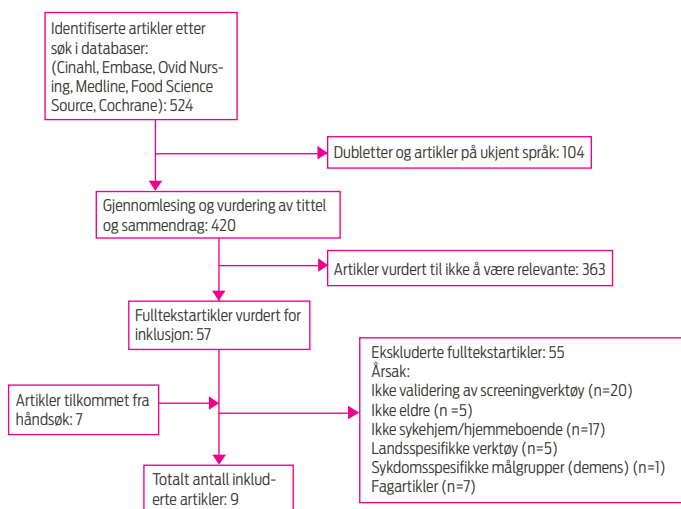 Identifiserte artikler etter
søk i databaser:
(Cinahl, Embase, Ovid Nurs-
ing, Medline, Food Science
Source, Cochrane): 524
Dubletter og artikler på ukjent språk: 104
Gjennomlesing og vurdering av tittel
og sammendrag: 420
Artikler vurdert til ikke å være relevante: 363
Fulltekstartikler vurdert for
inklusjon: 57
Ekskluderte fulltekstartikler: 55
Årsak:
Ikke validering av screeningverktøy (n=20)
Ikke eldre (n =5)
Ikke sykehjem/hjemmeboende (n=17)
Landsspesifikke verktøy (n=5)
Sykdomsspesifikke målgrupper (demens) (n=1)
Fagartikler (n=7)
Artikler tilkommet fra
håndsøk: 7
Totalt antall inklud-
erte artikler: 9